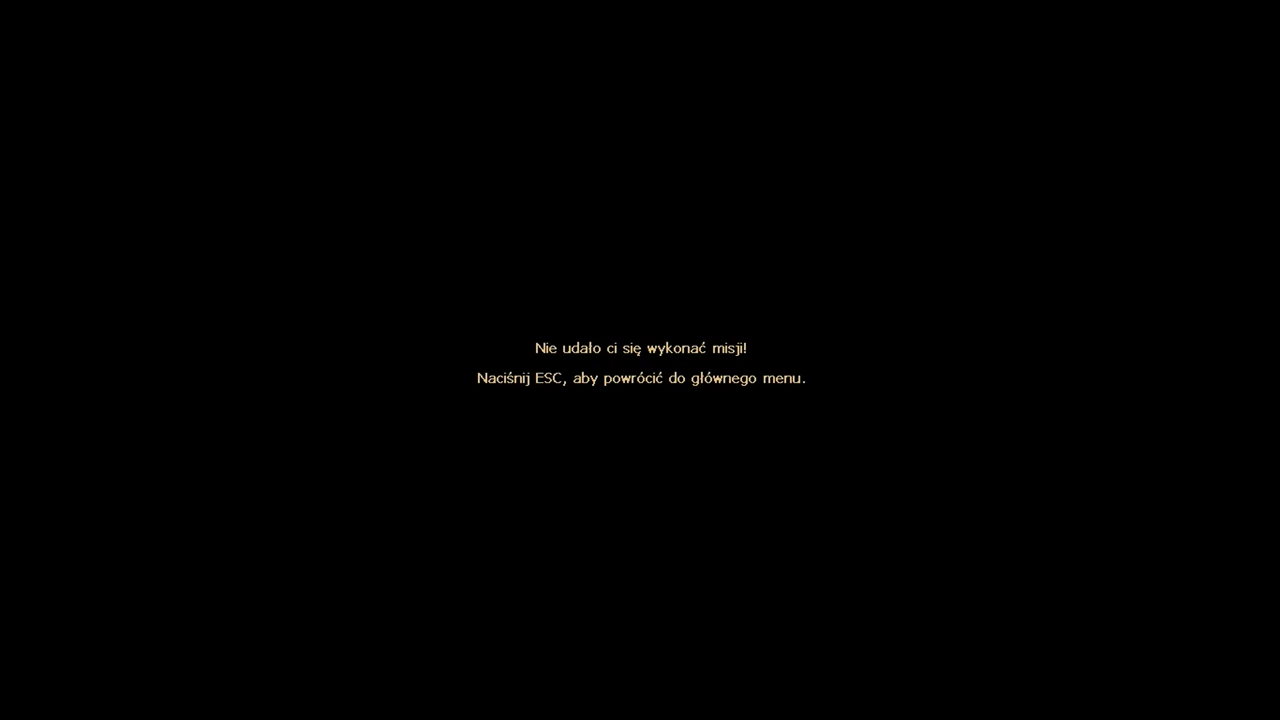 Nie udało ci się wykonać misji!
Naciśnij ESC, aby powrócić do głównego menu.